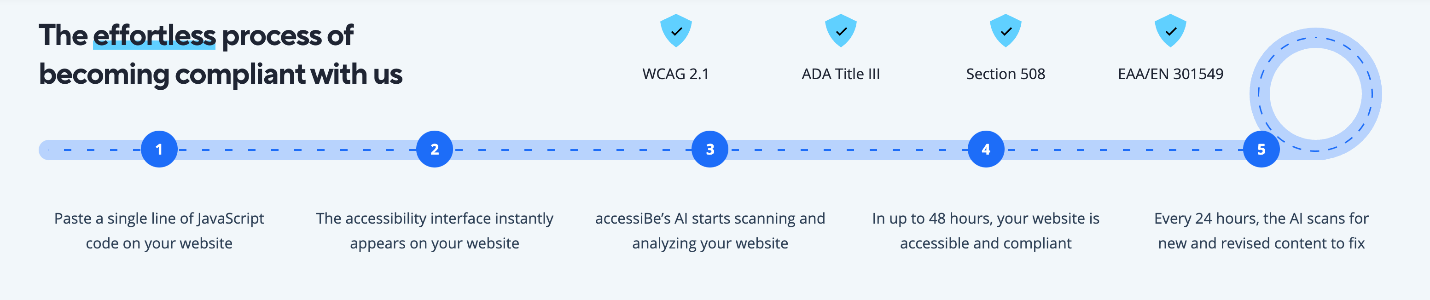 The effortless process of
becoming compliant with us
WCAG 2.1
ADA Title III
Section 508
EAA/EN 301549
1
2
3
4
5
Paste a single line of JavaScript
code on your website
The accessibility interface instantly
appears on your website
accessiBe’s AI starts scanning and
analyzing your website
In up to 48 hours, your website is
accessible and compliant
Every 24 hours, the AI scans for
new and revised content to fix